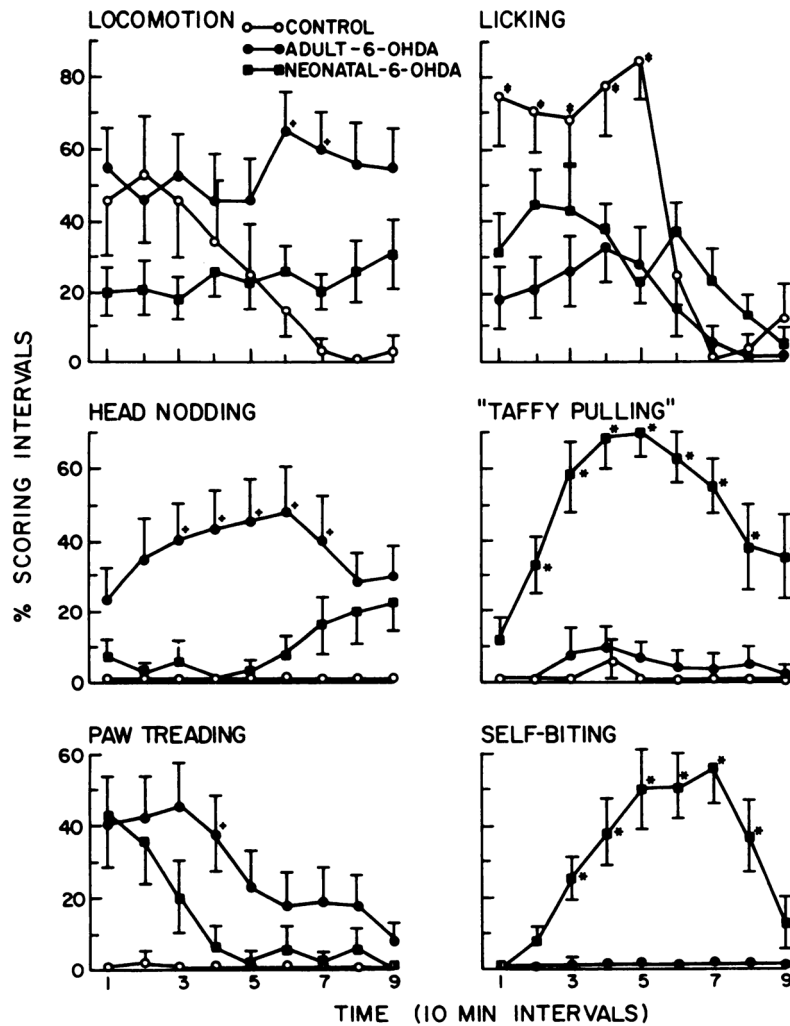 LOCOMOTION
CONTROL
ADULT-6-OHDA
NEONATAL-6-OHDA
80
60
40
20
0
LICKING
% SCORING INTERVALS
HEAD NODDING
60
40
20
0
"TAFFY PULLING"
PAW TREADING
60
40
20
0
1 3 5 7 9
SELF-BITING
1 3 5 7 9
TIME (10 MIN INTERVALS)